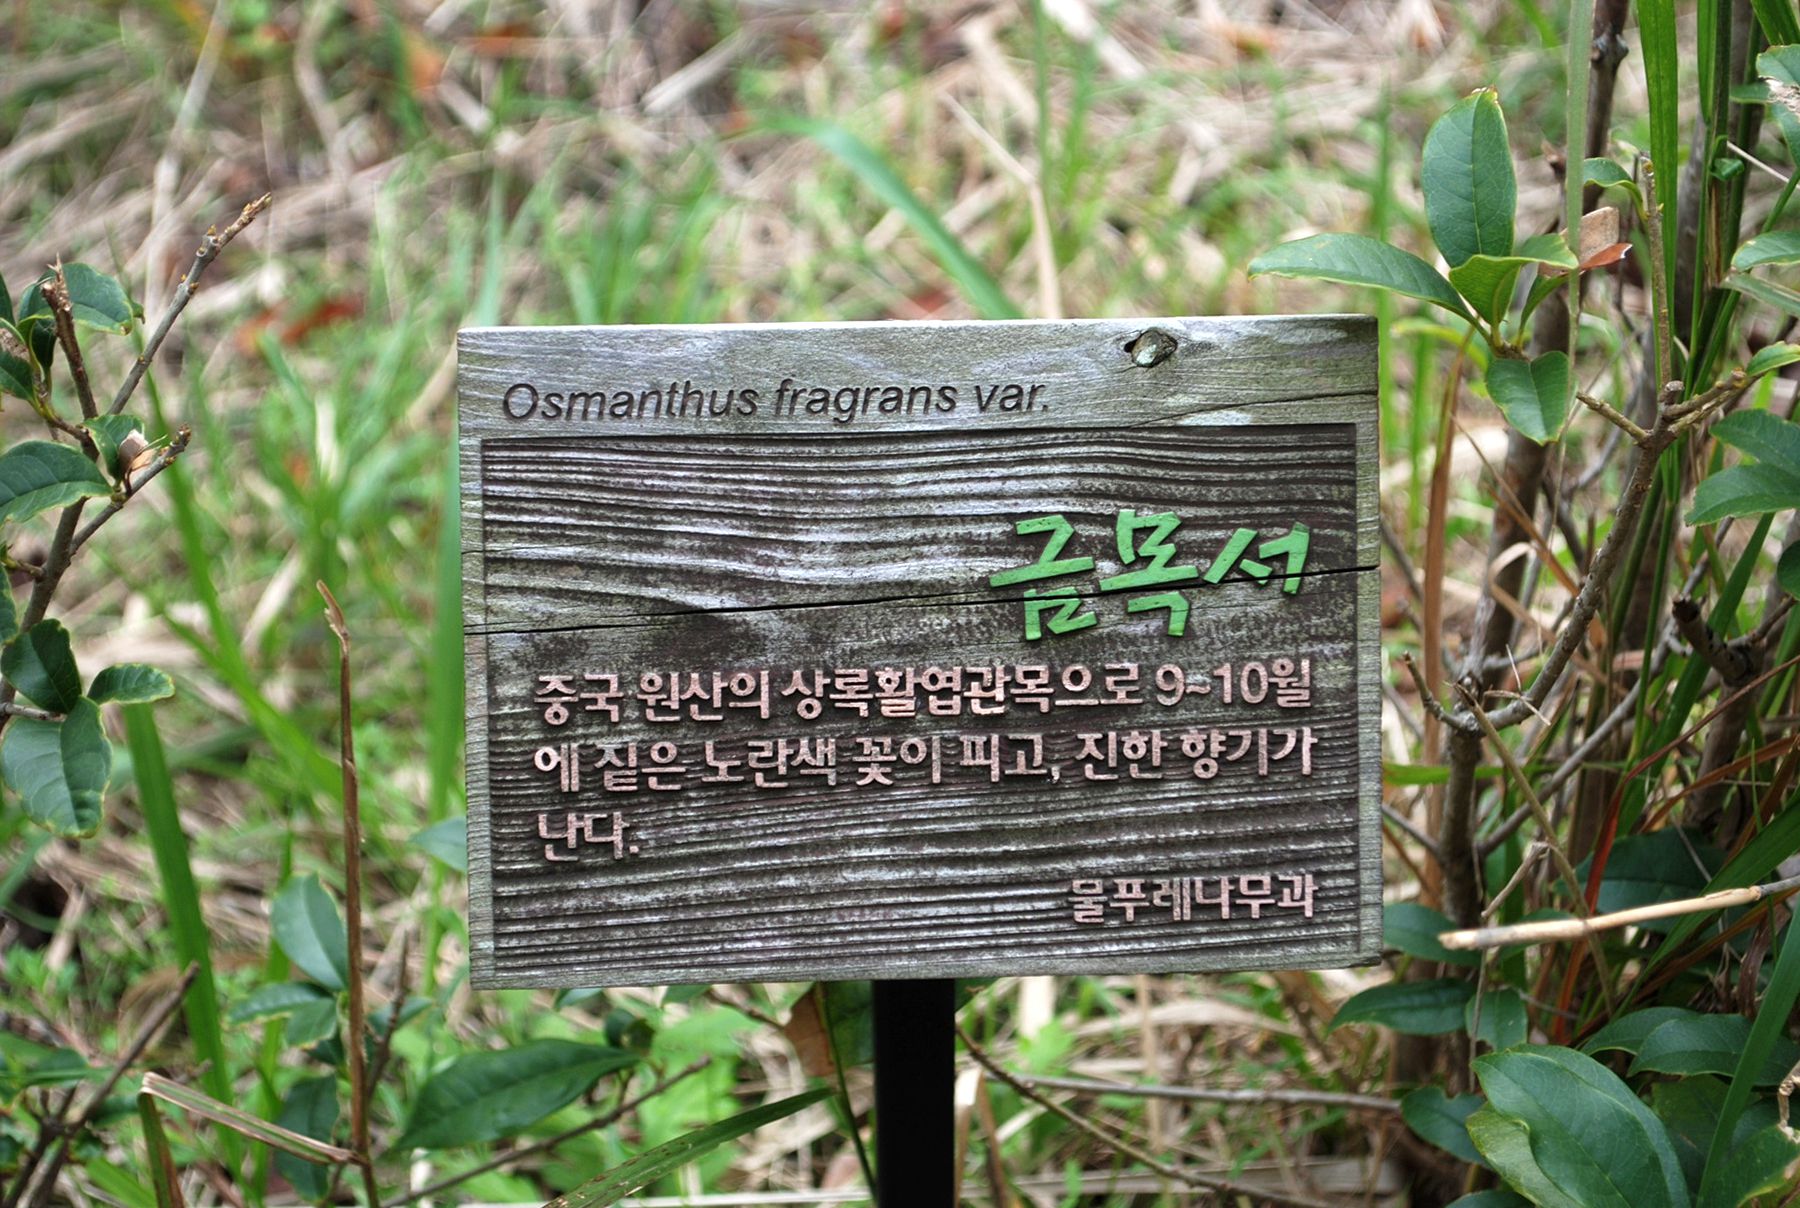 Osmanthus fragrans var.
금목서
중국 원산의 상록활엽관목으로 9~10월
에 짙은 노란색 꽃이 피고, 진한 향기가
난다.
물푸레나무과